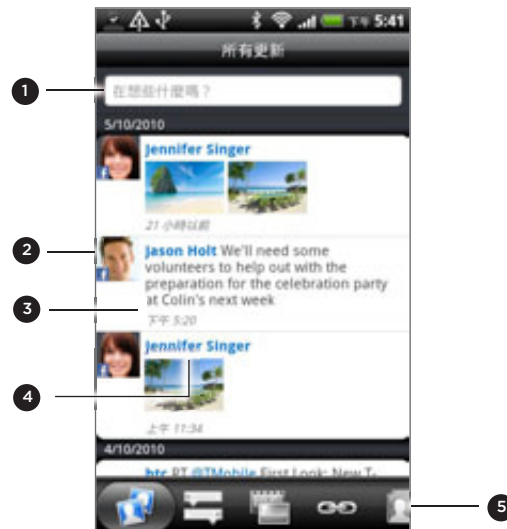 下午 5:41
所有更新
1
在想些什麼嗎？
5/10/2010
Jennifer Singer
21 小時以前
2
Jason Holt We'll need some
volunteers to help out with the
preparation for the celebration party
at Colin's next week
3
下午 5:20
Jennifer Singer
4
上午 11:34
4/10/2010
htc RT @TMobile First Look: New T-
5